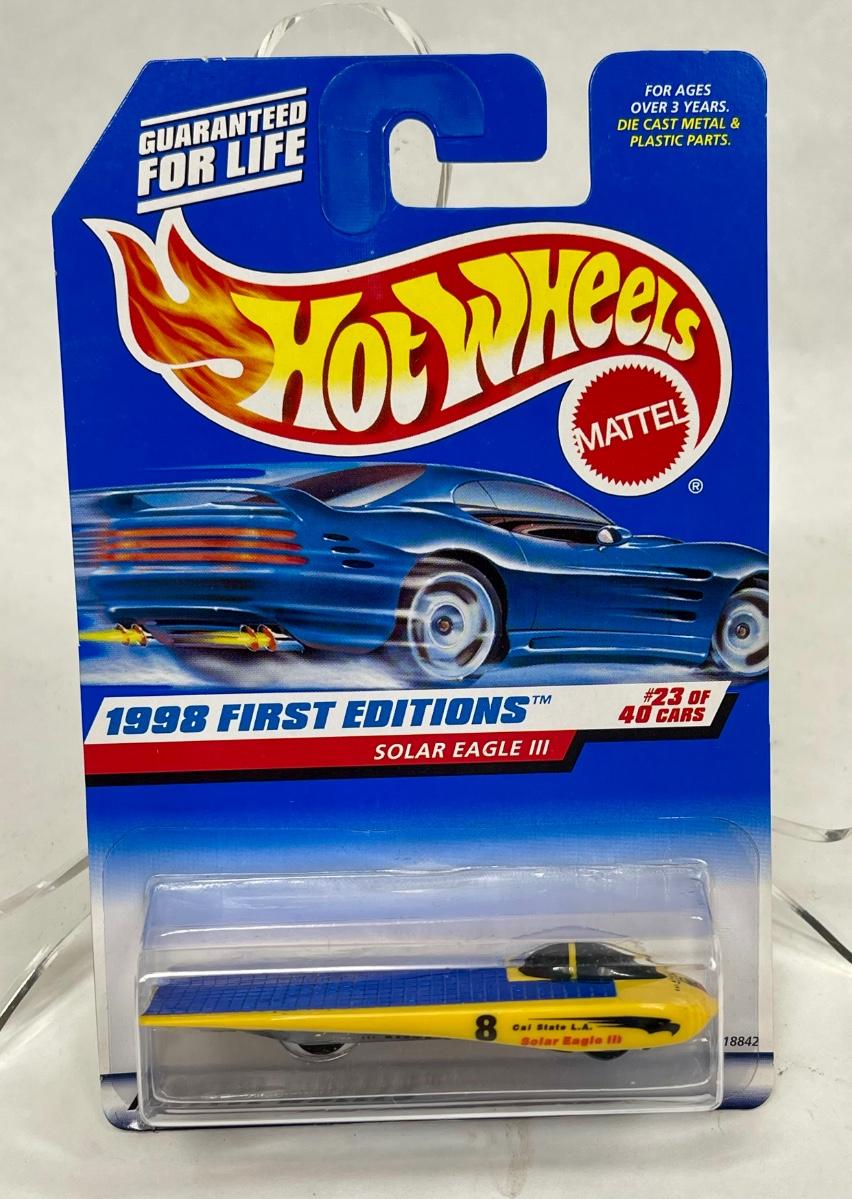 GUARANTEED
FOR LIFE
FOR AGES
OVER 3 YEARS.
DIE CAST METAL &
PLASTIC PARTS.
HOT WHEELS
MATTEL
®
1998 FIRST EDITIONS™
#23 OF
40 CARS
SOLAR EAGLE III
8
Cal State L.A.
Solar Eagle III
18842